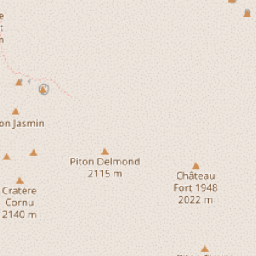 on Jasmin
Piton Delmond
2115 m
Château
Fort 1948
2022 m
Cratère
Cornu
2140 m